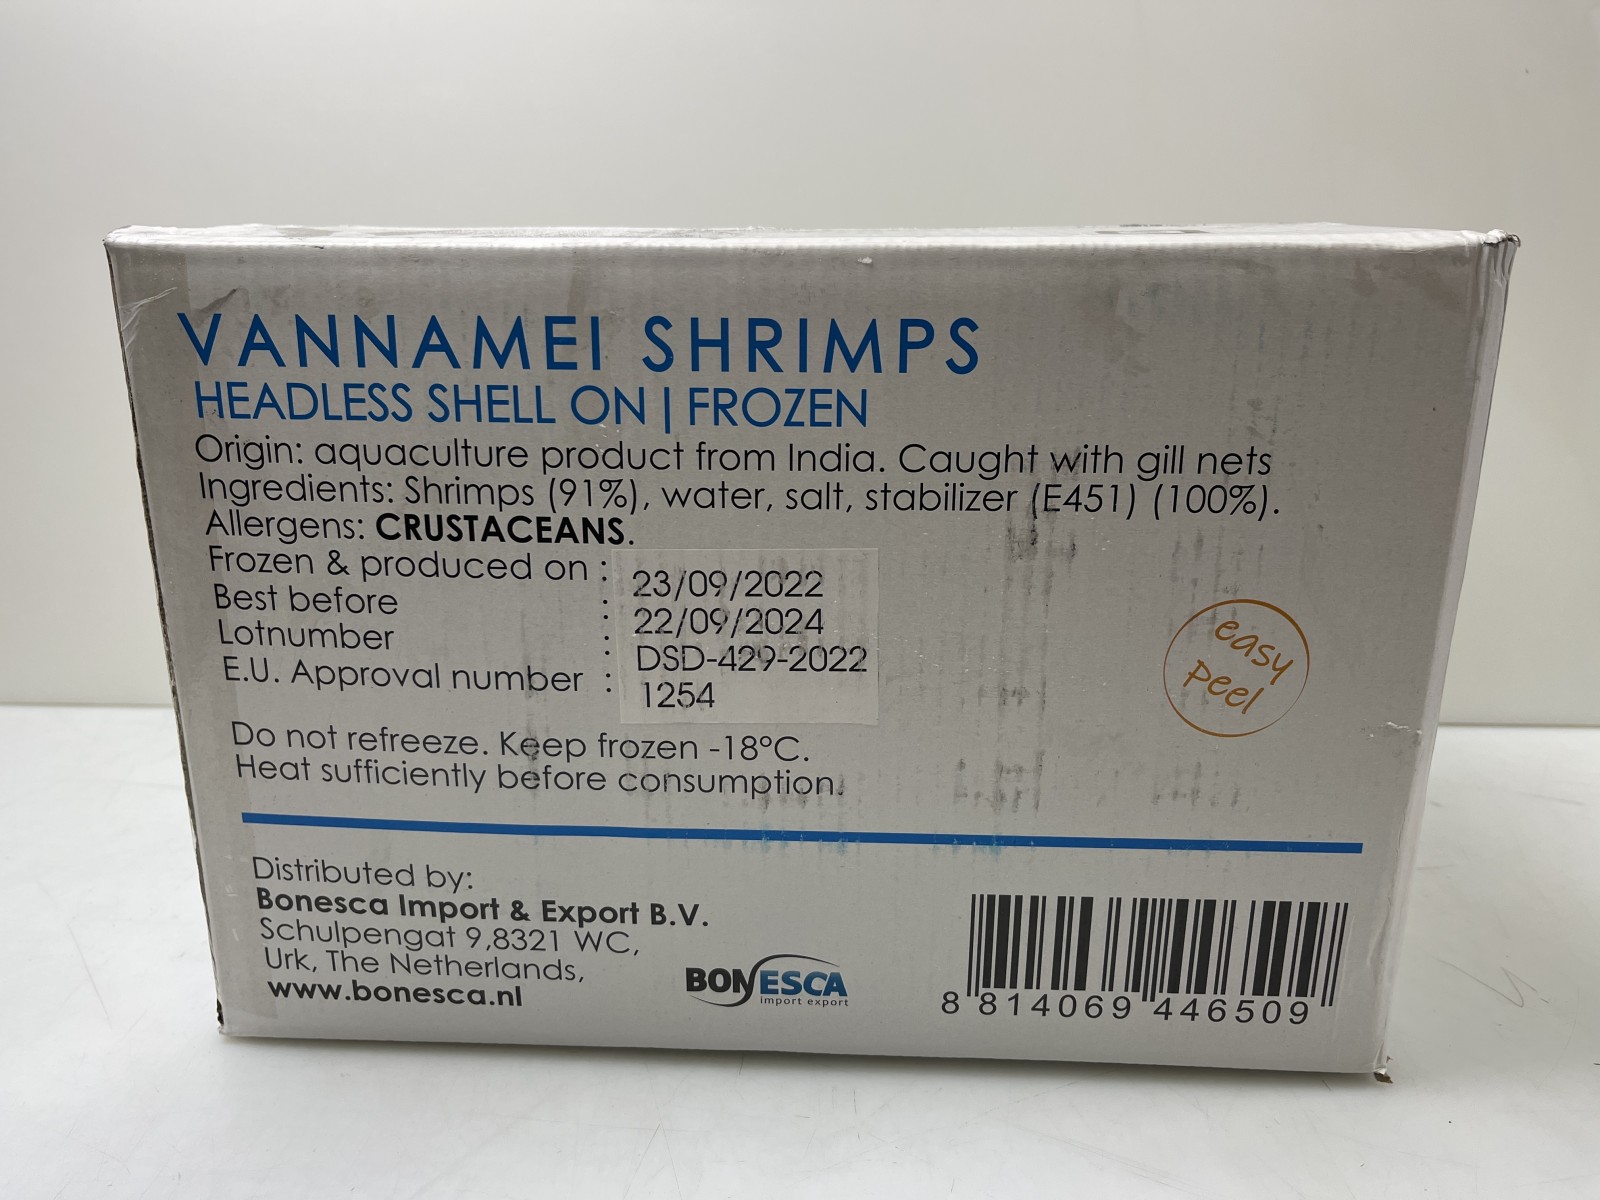 VANNAMEI SHRIMPS
HEADLESS SHELL ON | FROZEN
Origin: aquaculture product from India. Caught with gill nets
Ingredients: Shrimps (91%), water, salt, stabilizer (E451) (100%).
Allergens: CRUSTACEANS.
Frozen & produced on : 23/09/2022
Best before : 22/09/2024
Lotnumber : DSD-429-2022
E.U. Approval number : 1254
easy
peel
Do not refreeze. Keep frozen -18°C.
Heat sufficiently before consumption.
Distributed by:
Bonesca Import & Export B.V.
Schulpengat 9,8321 WC,
Urk, The Netherlands,
www.bonesca.nl
BONESCA
import export
8 814069 446509